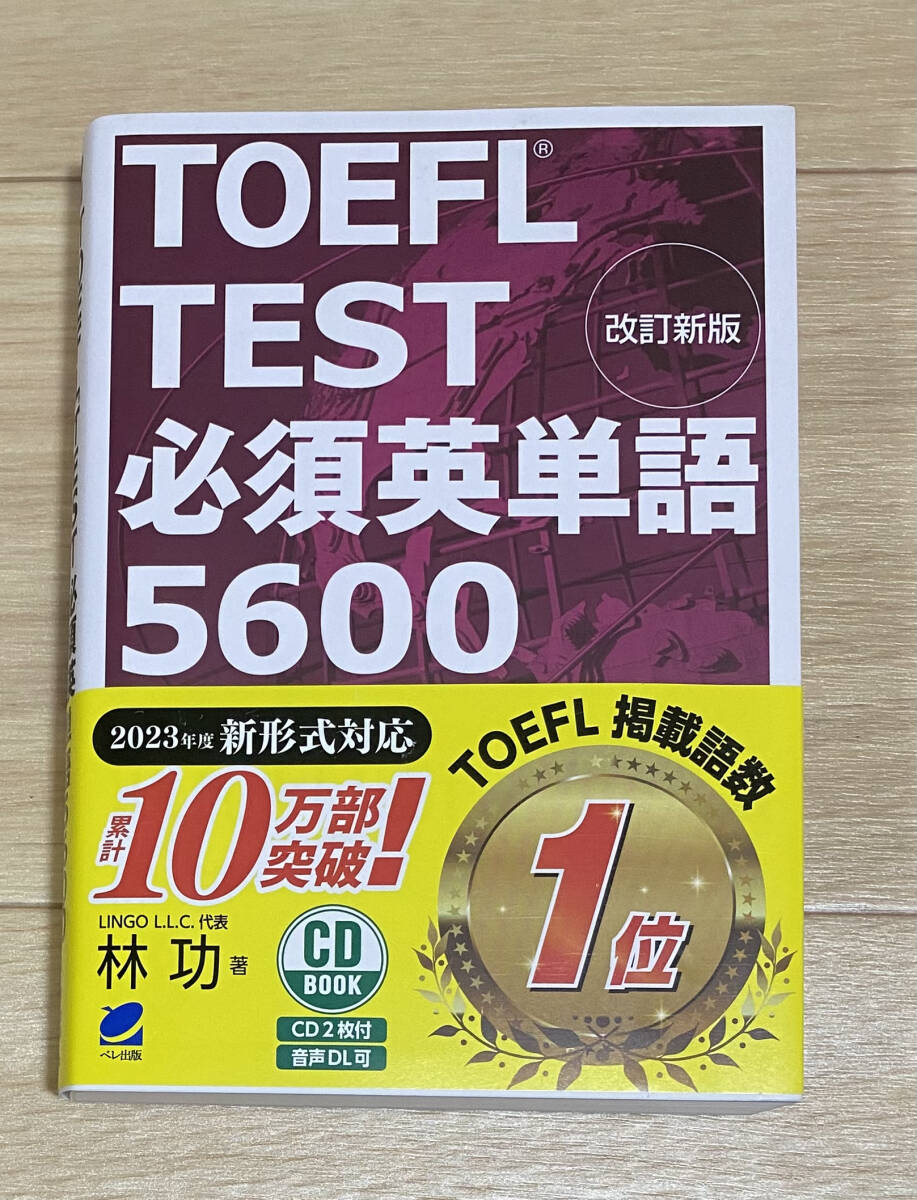 TOEFL®
TEST
改訂新版
必須英単語
5600
2023年度 新形式対応
累計10万部突破!
TOEFL 掲載語数
1位
LINGO L.L.C. 代表
林 功 著
CD
BOOK
CD2枚付
音声DL可
ベレ出版